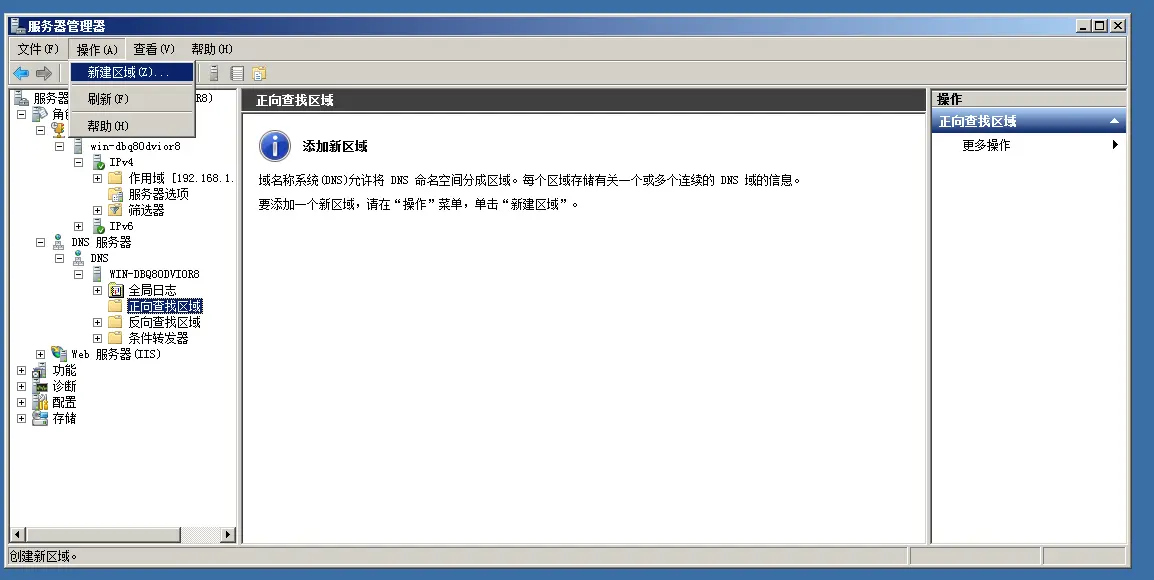 服务器管理器
文件(F) 操作(A) 查看(V) 帮助(H)
新建区域(Z)...
刷新(F)
帮助(H)
服务器
R8)
win-dbq80dvior8
IPv4
作用域 [192.168.1.
服务器选项
筛选器
IPv6
DNS 服务器
DNS
WIN-DBQ80DVIOR8
全局日志
正向查找区域
反向查找区域
条件转发器
Web 服务器(IIS)
功能
诊断
配置
存储
正向查找区域
添加新区域
域名称系统(DNS)允许将 DNS 命名空间分成区域。每个区域存储有关一个或多个连续的 DNS 域的信息。
要添加一个新区域，请在“操作”菜单，单击“新建区域”。
操作
正向查找区域
更多操作
创建新区域。